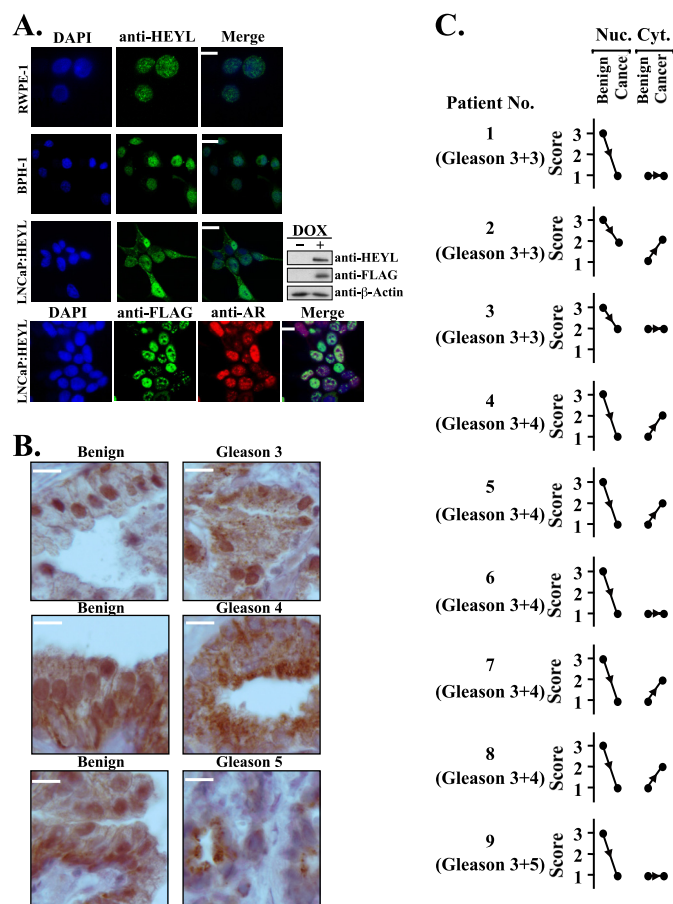 A.
DAPI anti-HEYL Merge
RWPE-1
BPH-1
LNCaP:HEYL
DOX
− +
anti-HEYL
anti-FLAG
anti-β-Actin
DAPI anti-FLAG anti-AR Merge
LNCaP:HEYL
B.
Benign Gleason 3
Benign Gleason 4
Benign Gleason 5
C.
Nuc. Cyt.
Benign Cance Benign Cancer
Patient No.
1
(Gleason 3+3)
Score
3
2
1
2
(Gleason 3+3)
Score
3
2
1
3
(Gleason 3+3)
Score
3
2
1
4
(Gleason 3+4)
Score
3
2
1
5
(Gleason 3+4)
Score
3
2
1
6
(Gleason 3+4)
Score
3
2
1
7
(Gleason 3+4)
Score
3
2
1
8
(Gleason 3+4)
Score
3
2
1
9
(Gleason 3+5)
Score
3
2
1